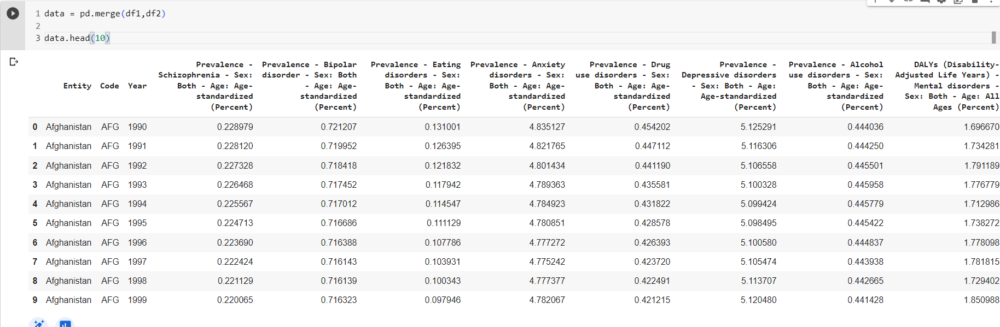 1 data = pd.merge(df1,df2)
2
3 data.head(10)
Entity Code Year Prevalence - Schizophrenia - Sex: Both - Age: Age-standardized (Percent) Prevalence - Bipolar disorder - Sex: Both - Age: Age-standardized (Percent) Prevalence - Eating disorders - Sex: Both - Age: Age-standardized (Percent) Prevalence - Anxiety disorders - Sex: Both - Age: Age-standardized (Percent) Prevalence - Drug use disorders - Sex: Both - Age: Age-standardized (Percent) Prevalence - Depressive disorders - Sex: Both - Age: Age-standardized (Percent) Prevalence - Alcohol use disorders - Sex: Both - Age: Age-standardized (Percent) DALYs (Disability-Adjusted Life Years) - Mental disorders - Sex: Both - Age: All Ages (Percent)
0 Afghanistan AFG 1990 0.228979 0.721207 0.131001 4.835127 0.454202 5.125291 0.444036 1.696670
1 Afghanistan AFG 1991 0.228120 0.719952 0.126395 4.821765 0.447112 5.116306 0.444250 1.734281
2 Afghanistan AFG 1992 0.227328 0.718418 0.121832 4.801434 0.441190 5.106558 0.445501 1.791189
3 Afghanistan AFG 1993 0.226468 0.717452 0.117942 4.789363 0.435581 5.100328 0.445958 1.776779
4 Afghanistan AFG 1994 0.225567 0.717012 0.114547 4.784923 0.431822 5.099424 0.445779 1.712986
5 Afghanistan AFG 1995 0.224713 0.716686 0.111129 4.780851 0.428578 5.098495 0.445422 1.738272
6 Afghanistan AFG 1996 0.223690 0.716388 0.107786 4.777272 0.426393 5.100580 0.444837 1.778098
7 Afghanistan AFG 1997 0.222424 0.716143 0.103931 4.775242 0.423720 5.105474 0.443938 1.781815
8 Afghanistan AFG 1998 0.221129 0.716139 0.100343 4.777377 0.422491 5.113707 0.442665 1.729402
9 Afghanistan AFG 1999 0.220065 0.716323 0.097946 4.782067 0.421215 5.120480 0.441428 1.850988